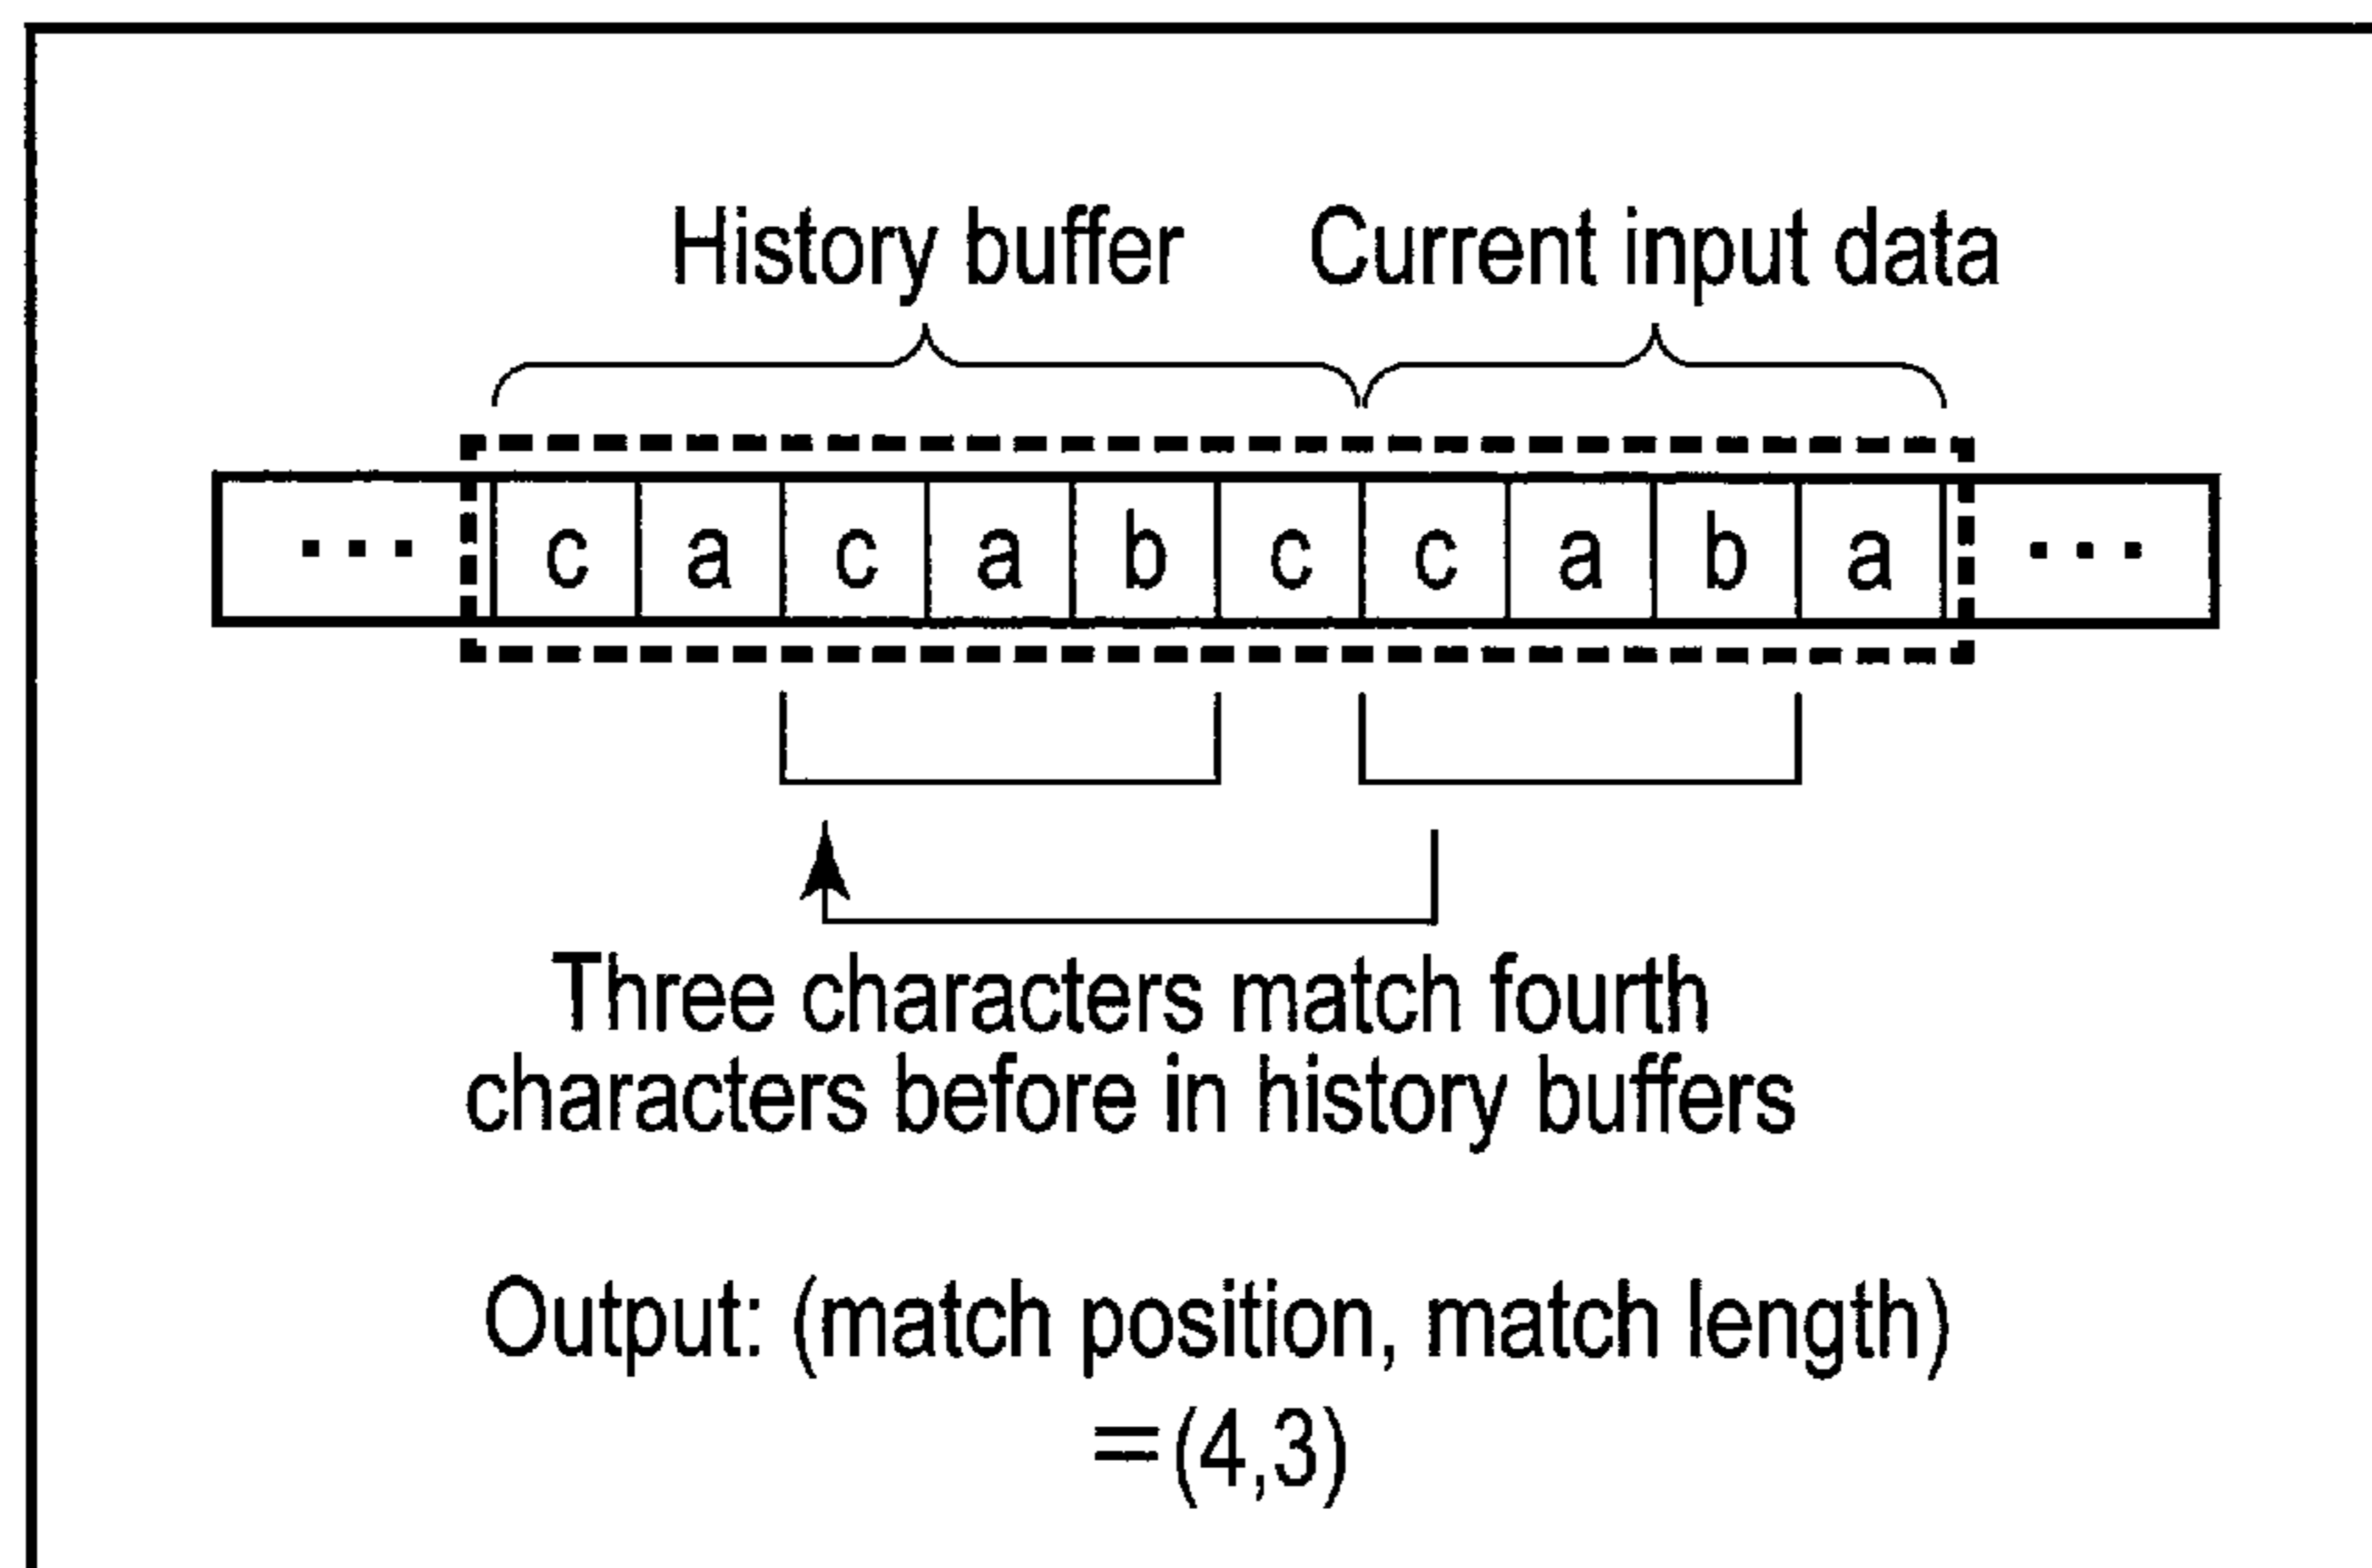 History buffer Current input data
... c a c a b c c a b a ...
Three characters match fourth
characters before in history buffers
Output: (match position, match length)
=(4,3)